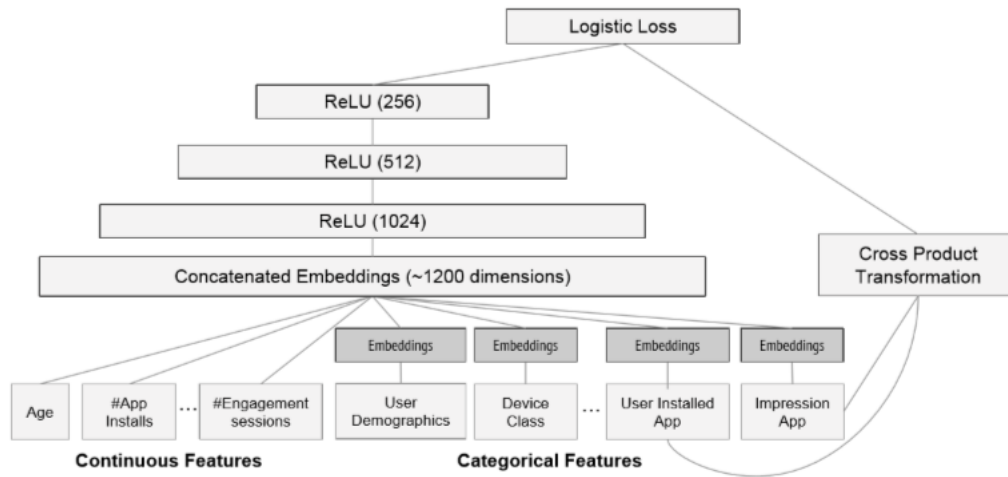 Logistic Loss
ReLU (256)
ReLU (512)
ReLU (1024)
Concatenated Embeddings (~1200 dimensions)
Cross Product
Transformation
Embeddings
Embeddings
Embeddings
Embeddings
Age
#App
Installs
...
#Engagement
sessions
User
Demographics
Device
Class
...
User Installed
App
Impression
App
Continuous Features
Categorical Features